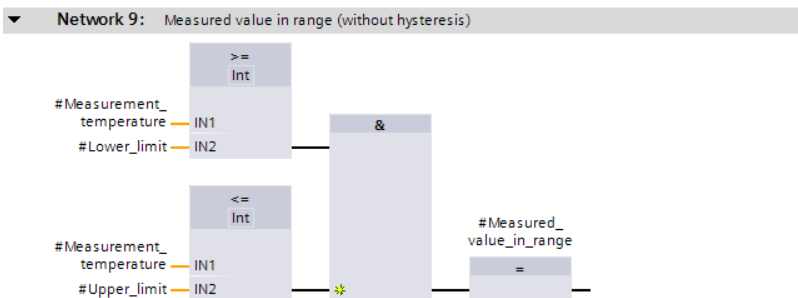 Network 9: Measured value in range (without hysteresis)
>=
Int
#Measurement_
temperature IN1
#Lower_limit IN2
&
<=
Int
#Measurement_
temperature IN1
#Upper_limit IN2
#Measured_
value_in_range
=